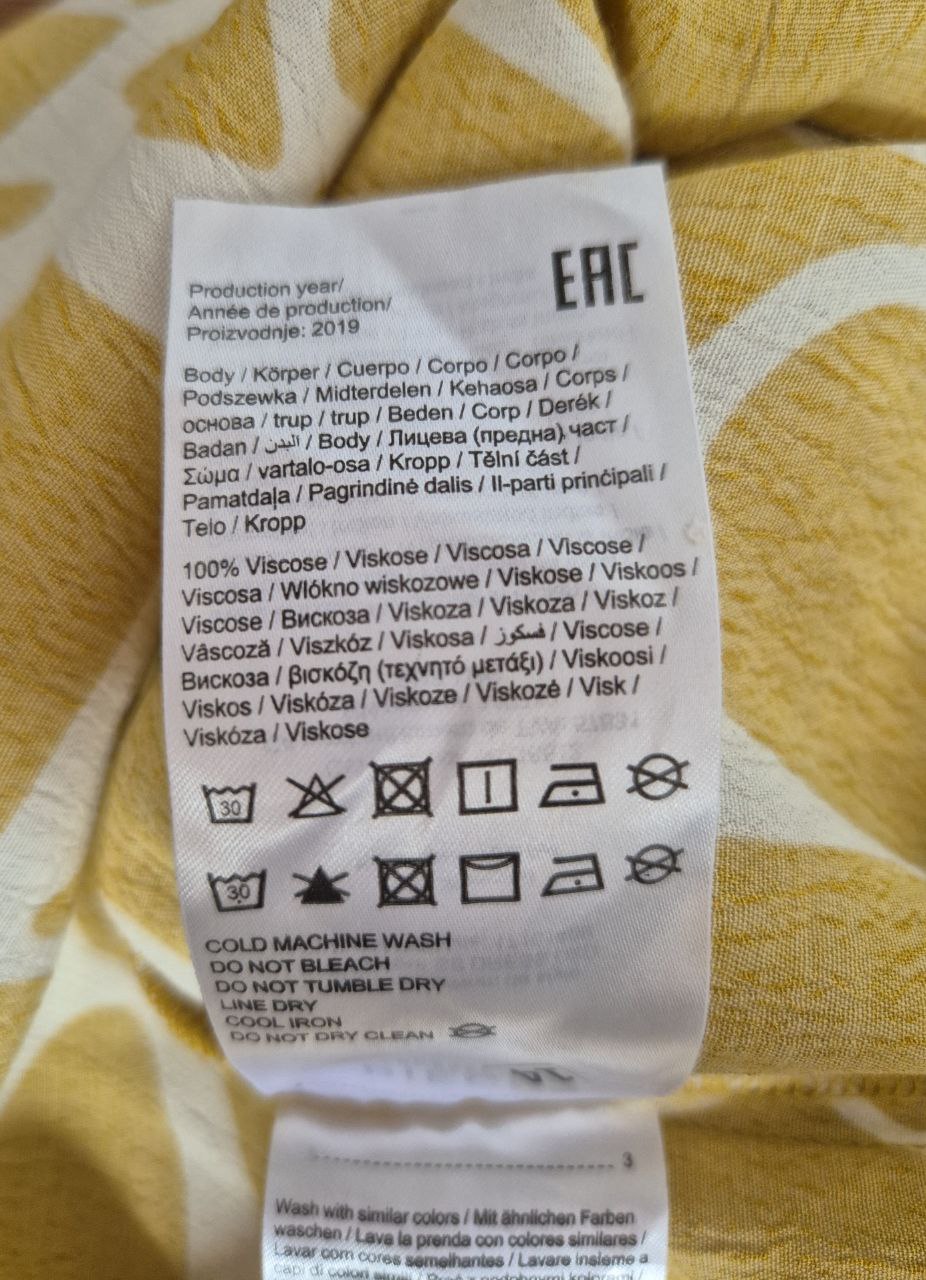 EAC
Production year/
Année de production/
Proizvodnje: 2019
Body / Körper / Cuerpo / Corpo / Corpo /
Podszewka / Midterdelen / Kehaosa / Corps /
основа / trup / trup / Beden / Corp / Derék /
Badan / البدن / Body / Лицева (предна) част /
Σώμα / vartalo-osa / Kropp / Tělní část /
Pamatdaļa / Pagrindinė dalis / Il-parti prinċipali /
Telo / Kropp
100% Viscose / Viskose / Viscosa / Viscose /
Viscosa / Wlókno wiskozowe / Viskose / Viskoos /
Viscose / Вискоза / Viskoza / Viskoza / Viskoz /
Vâscoză / Viszkóz / Viskosa / فسكوز / Viscose /
Вискоза / βισκόζη (τεχνητό μετάξι) / Viskoosi /
Viskos / Viskóza / Viskoze / Viskozė / Visk /
Viskóza / Viskose
30
30
COLD MACHINE WASH
DO NOT BLEACH
DO NOT TUMBLE DRY
LINE DRY
COOL IRON
DO NOT DRY CLEAN
3
Wash with similar colors / Mit ähnlichen Farben
waschen / Lava la prenda con colores similares /
Lavar com cores semelhantes / Lavare insieme a
capi di colori simili /